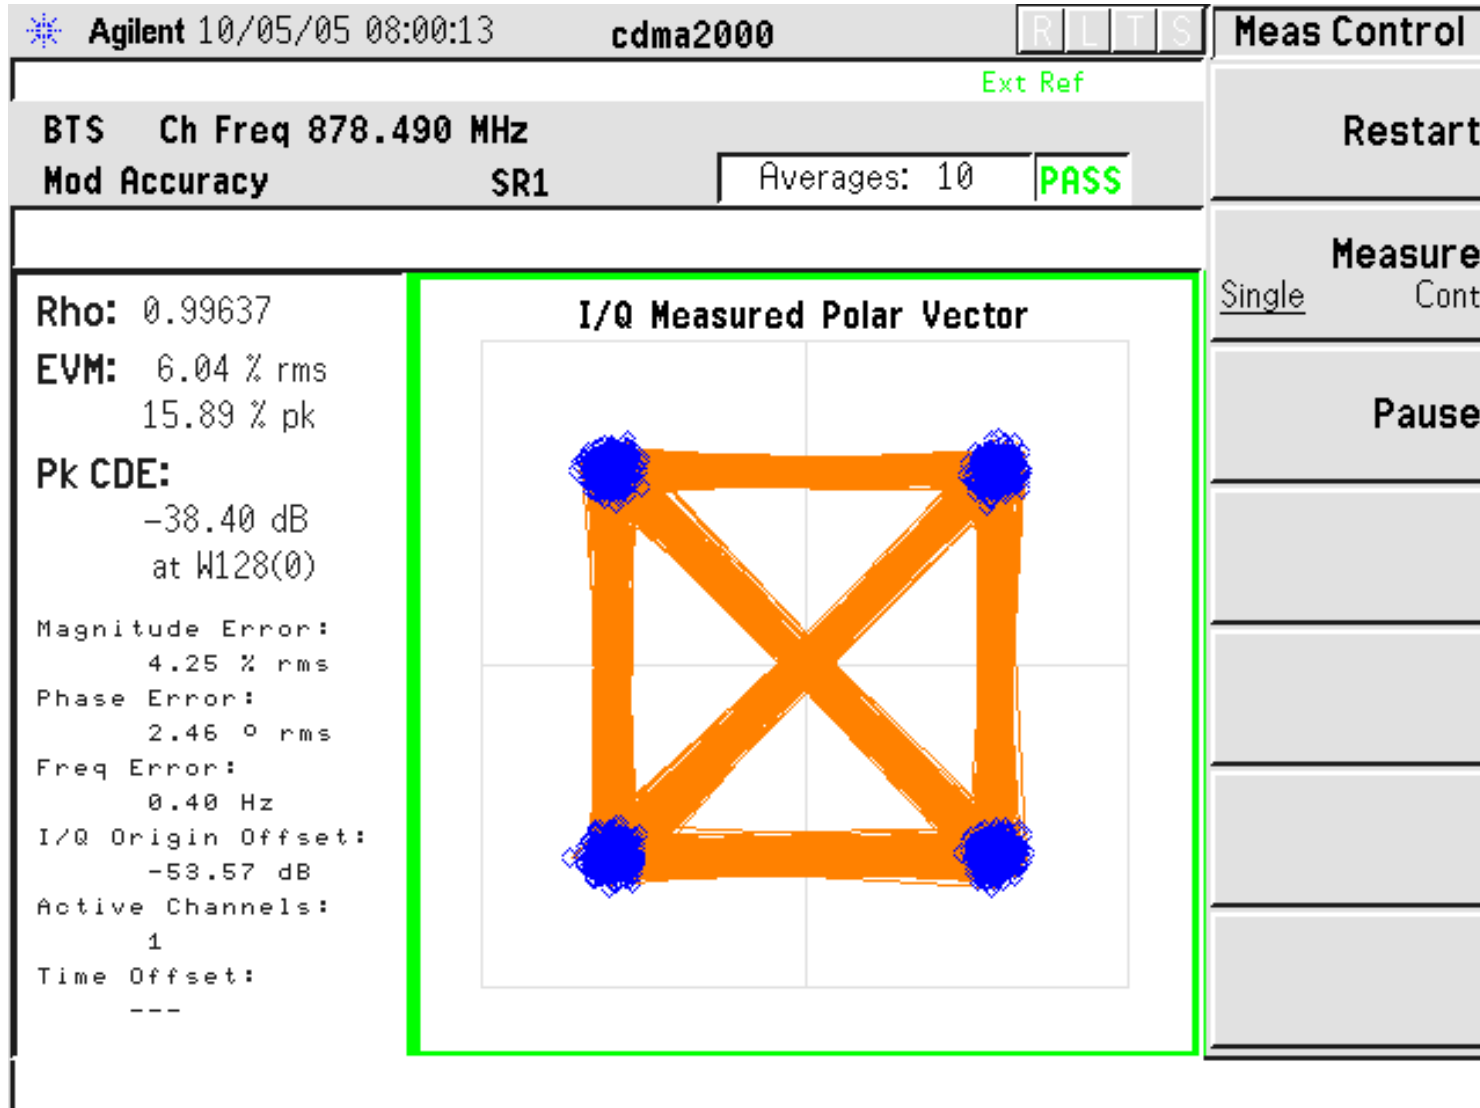 Agilent 10/05/05 08:00:13 cdma2000 R L T S
Meas Control
Ext Ref
BTS Ch Freq 878.490 MHz
Mod Accuracy SR1 Averages: 10 PASS
Rho: 0.99637
EVM: 6.04 % rms
15.89 % pk
Pk CDE:
-38.40 dB
at W128(0)
Magnitude Error:
4.25 % rms
Phase Error:
2.46 º rms
Freq Error:
0.40 Hz
I/Q Origin Offset:
-53.57 dB
Active Channels:
1
Time Offset:
---
I/Q Measured Polar Vector
Restart
Measure
Single Cont
Pause